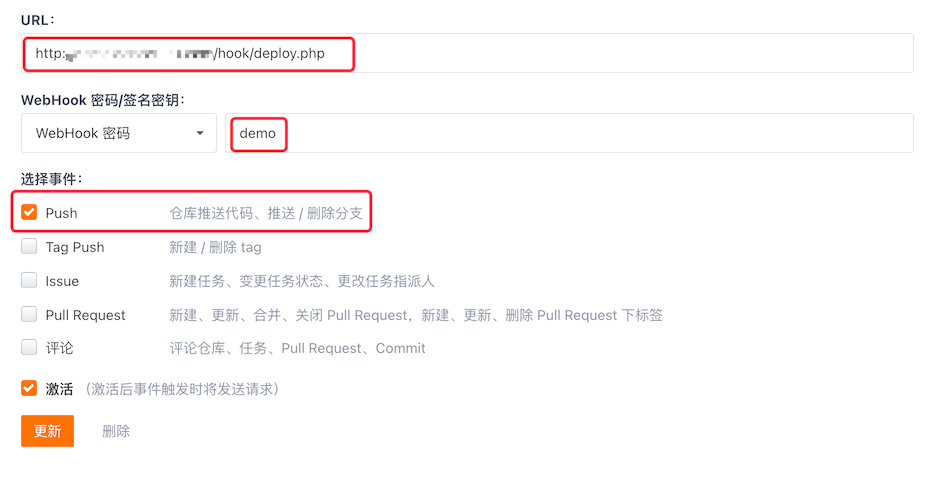 URL：
http:/hook/deploy.php
WebHook 密码/签名密钥：
WebHook 密码 demo
选择事件：
Push 仓库推送代码、推送 / 删除分支
Tag Push 新建 / 删除 tag
Issue 新建任务、变更任务状态、更改任务指派人
Pull Request 新建、更新、合并、关闭 Pull Request，新建、更新、删除 Pull Request 下标签
评论 评论仓库、任务、Pull Request、Commit
激活 （激活后事件触发时将发送请求）
更新 删除